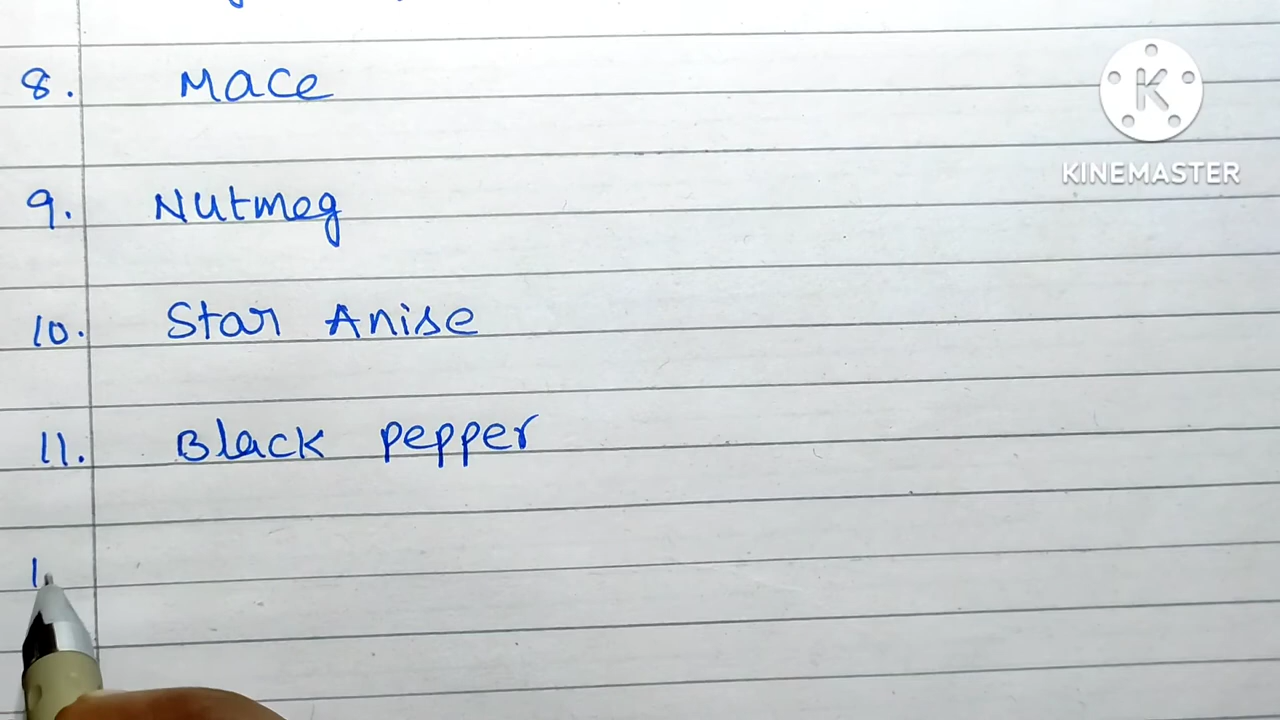 8. Mace
K
KINEMASTER
9. Nutmeg
10. Star Anise
11. Black pepper
1